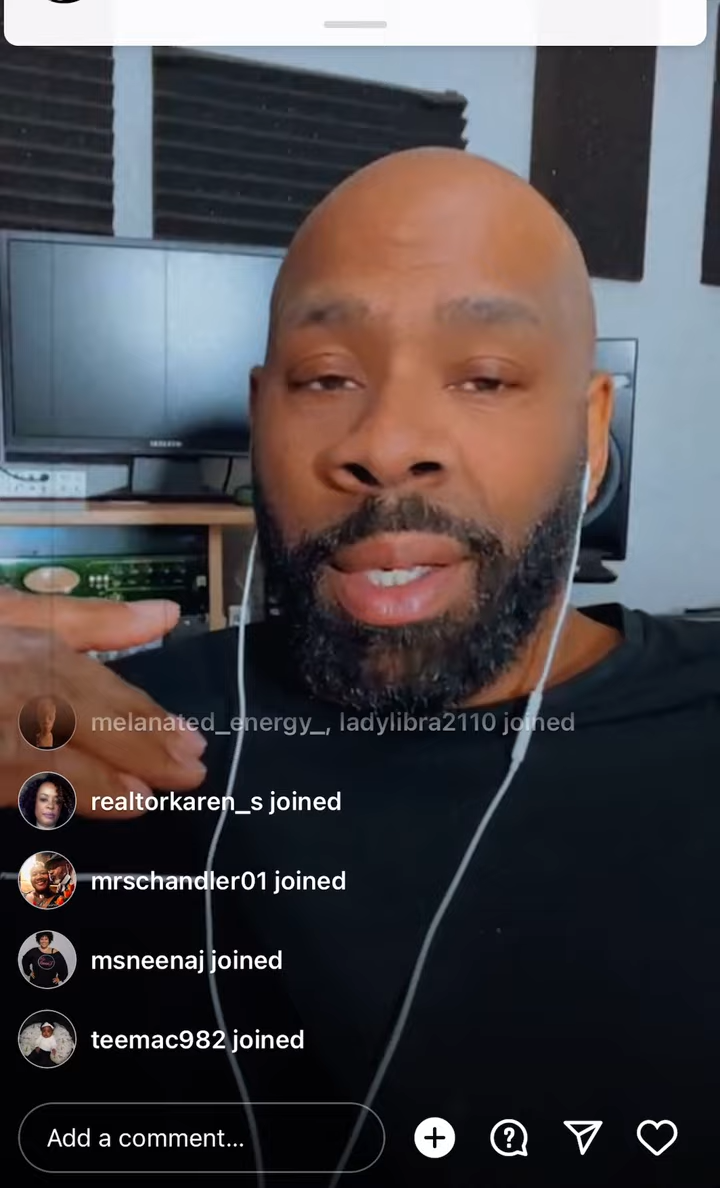 melanated_energy_, ladylibra2110 joined
realtorkaren_s joined
mrschandler01 joined
msneenaj joined
teemac982 joined
Add a comment...